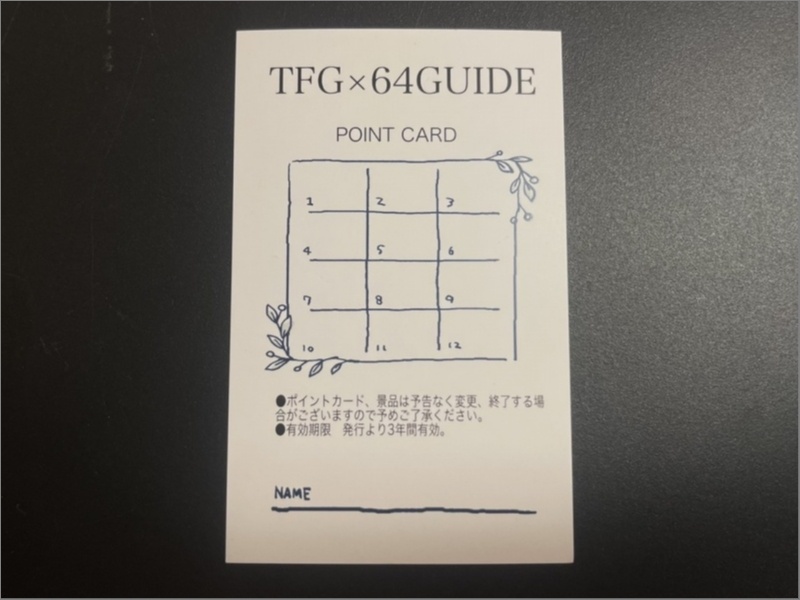 TFG×64GUIDE
POINT CARD
1 2 3
4 5 6
7 8 9
10 11 12
●ポイントカード、景品は予告なく変更、終了する場
合がございますので予めご了承ください。
●有効期限　発行より3年間有効。
NAME